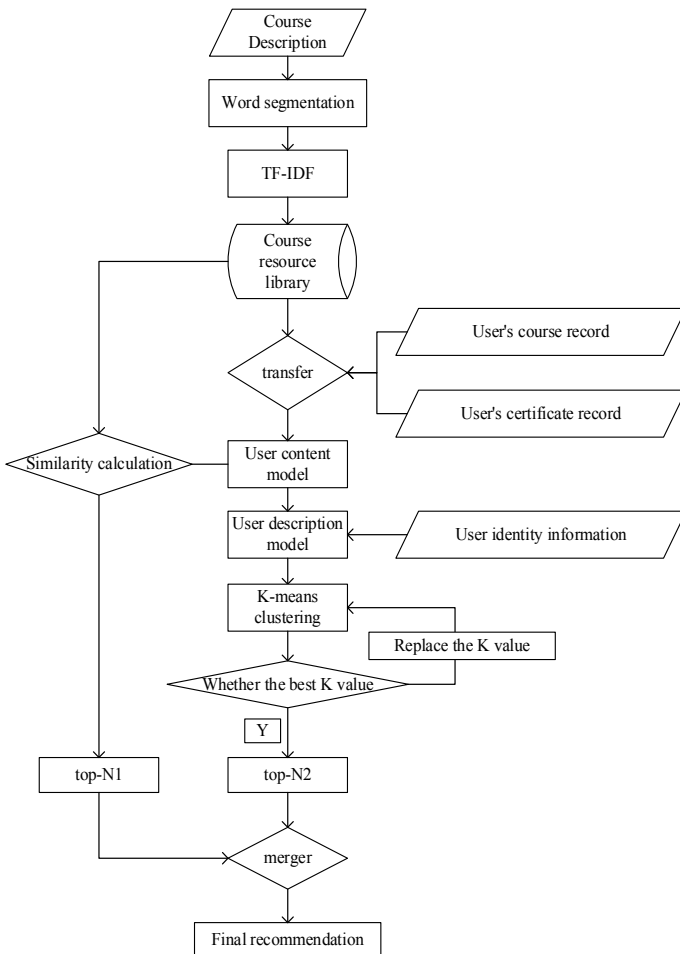 Course
Description
Word segmentation
TF-IDF
Course
resource
library
User's course record
transfer
User's certificate record
Similarity calculation
User content
model
User description
model
User identity information
K-means
clustering
Replace the K value
Whether the best K value
Y
top-N1
top-N2
merger
Final recommendation